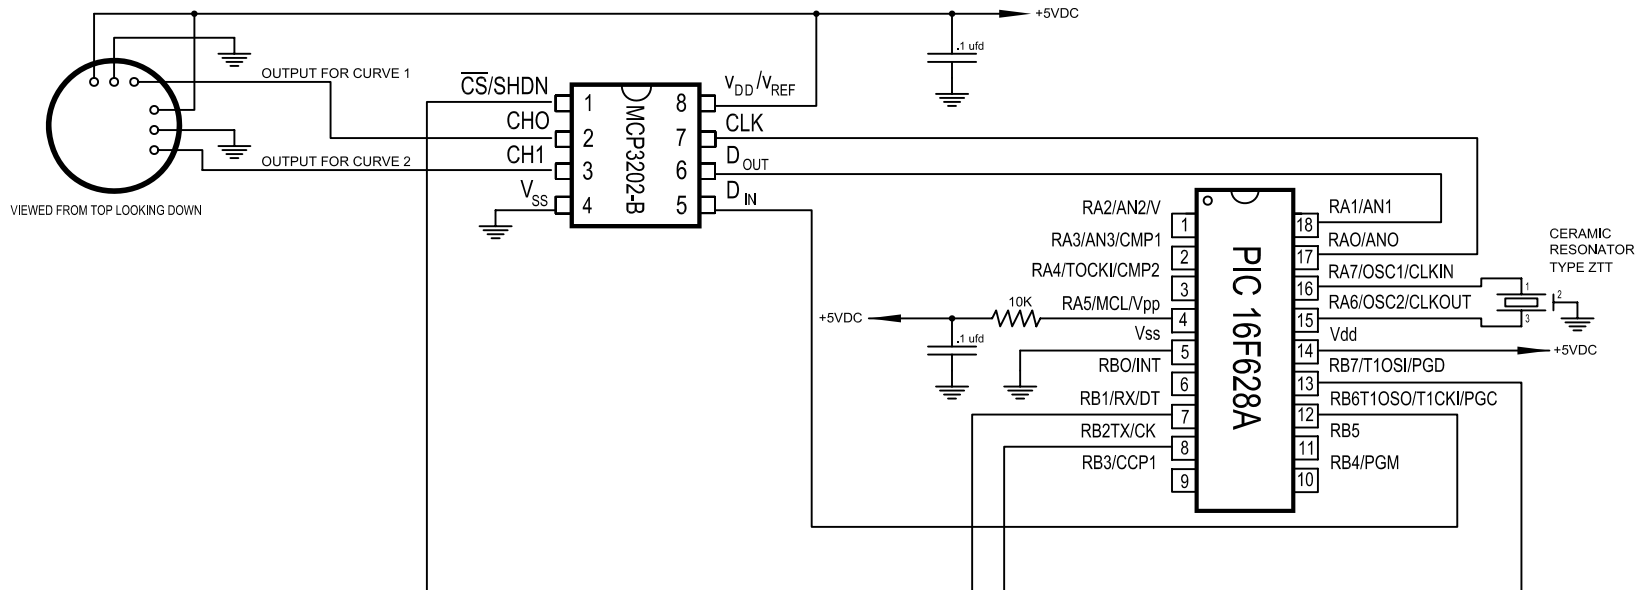 +5VDC
.1 ufd
OUTPUT FOR CURVE 1
OUTPUT FOR CURVE 2
VIEWED FROM TOP LOOKING DOWN
CS/SHDN
CHO
CH1
VSS
1
2
3
4
MCP3202-B
8
7
6
5
VDD/VREF
CLK
DOUT
DIN
+5VDC
.1 ufd
10K
RA2/AN2/V
RA3/AN3/CMP1
RA4/TOCKI/CMP2
RA5/MCL/Vpp
Vss
RBO/INT
RB1/RX/DT
RB2TX/CK
RB3/CCP1
1
2
3
4
5
6
7
8
9
PIC 16F628A
18
17
16
15
14
13
12
11
10
RA1/AN1
RAO/ANO
RA7/OSC1/CLKIN
RA6/OSC2/CLKOUT
Vdd
RB7/T1OSI/PGD
RB6T1OSO/T1CKI/PGC
RB5
RB4/PGM
CERAMIC
RESONATOR
TYPE ZTT
1
2
3
+5VDC